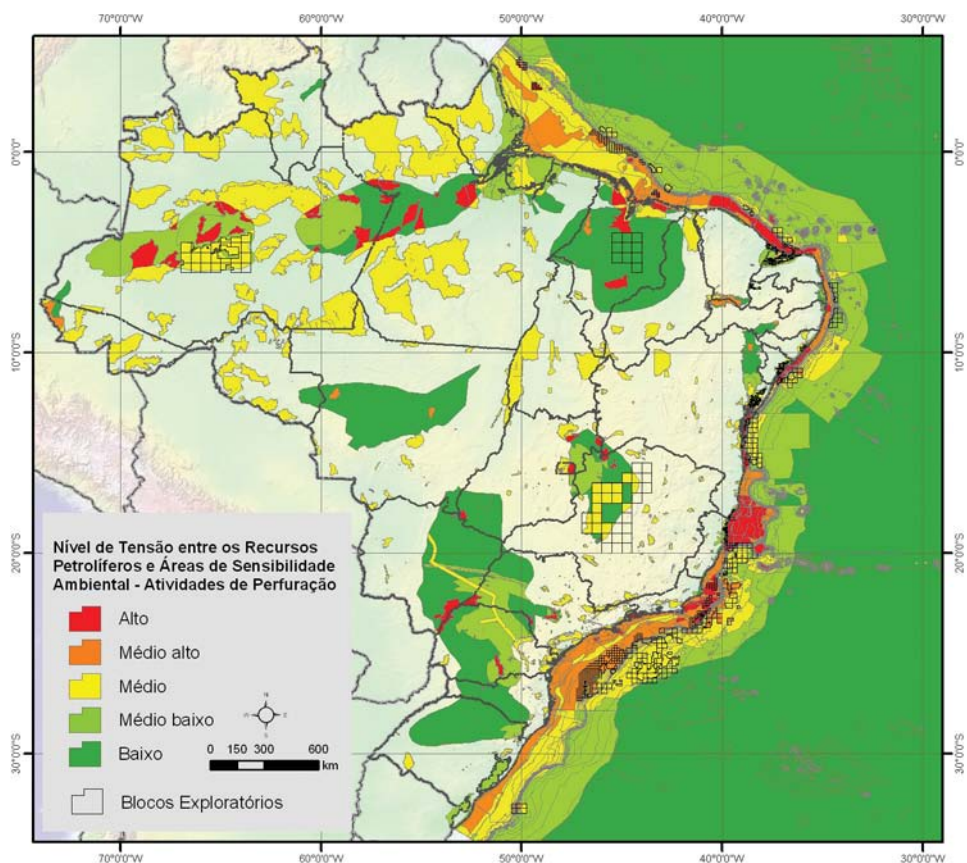 70°0'0"W 60°0'0"W 50°0'0"W 40°0'0"W 30°0'0"W
0°0'0" 0°0'0"
10°0'0"S 10°0'0"S
20°0'0"S 20°0'0"S
30°0'0"S 30°0'0"S
Nível de Tensão entre os Recursos
Petrolíferos e Áreas de Sensibilidade
Ambiental - Atividades de Perfuração
Alto
Médio alto
Médio
Médio baixo
Baixo
N
W E
S
0 150 300 600
km
Blocos Exploratórios
70°0'0"W 60°0'0"W 50°0'0"W 40°0'0"W 30°0'0"W